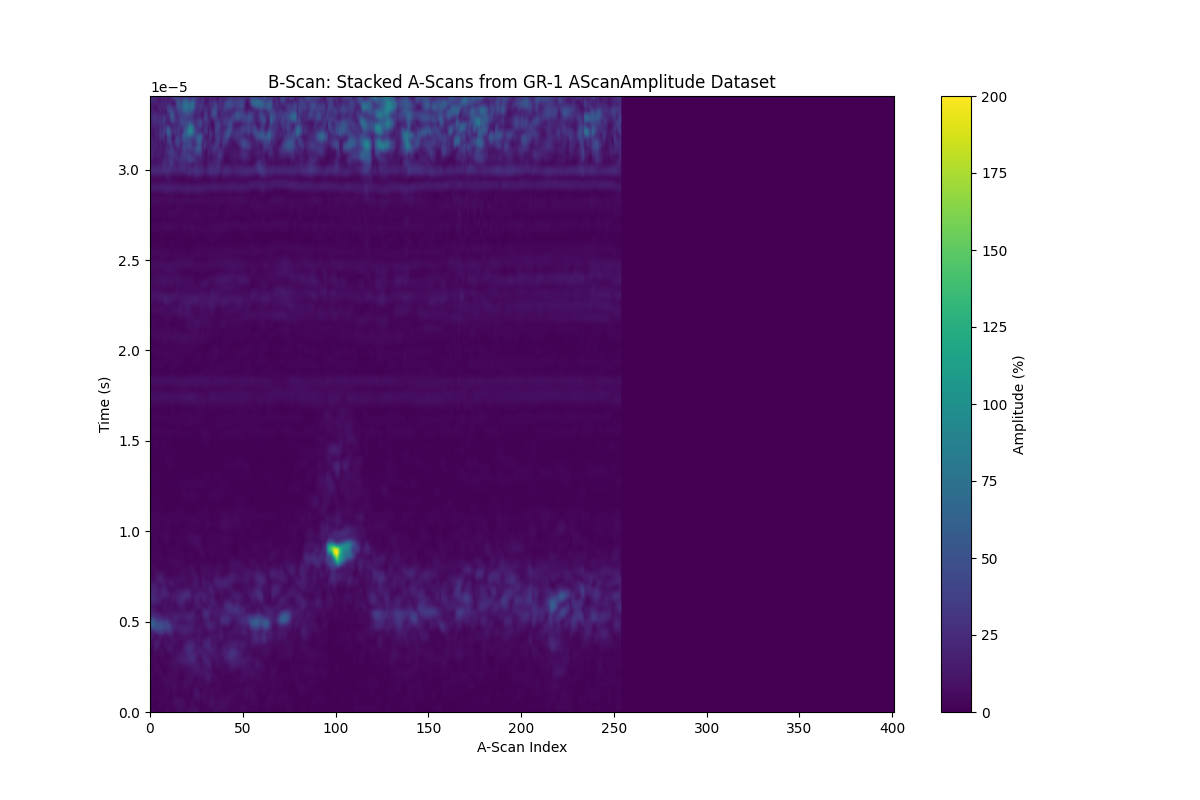 B-Scan: Stacked A-Scans from GR-1 AScanAmplitude Dataset
1e−5
3.0
2.5
2.0
1.5
1.0
0.5
0.0
Time (s)
0 50 100 150 200 250 300 350 400
A-Scan Index
200
175
150
125
100
75
50
25
0
Amplitude (%)